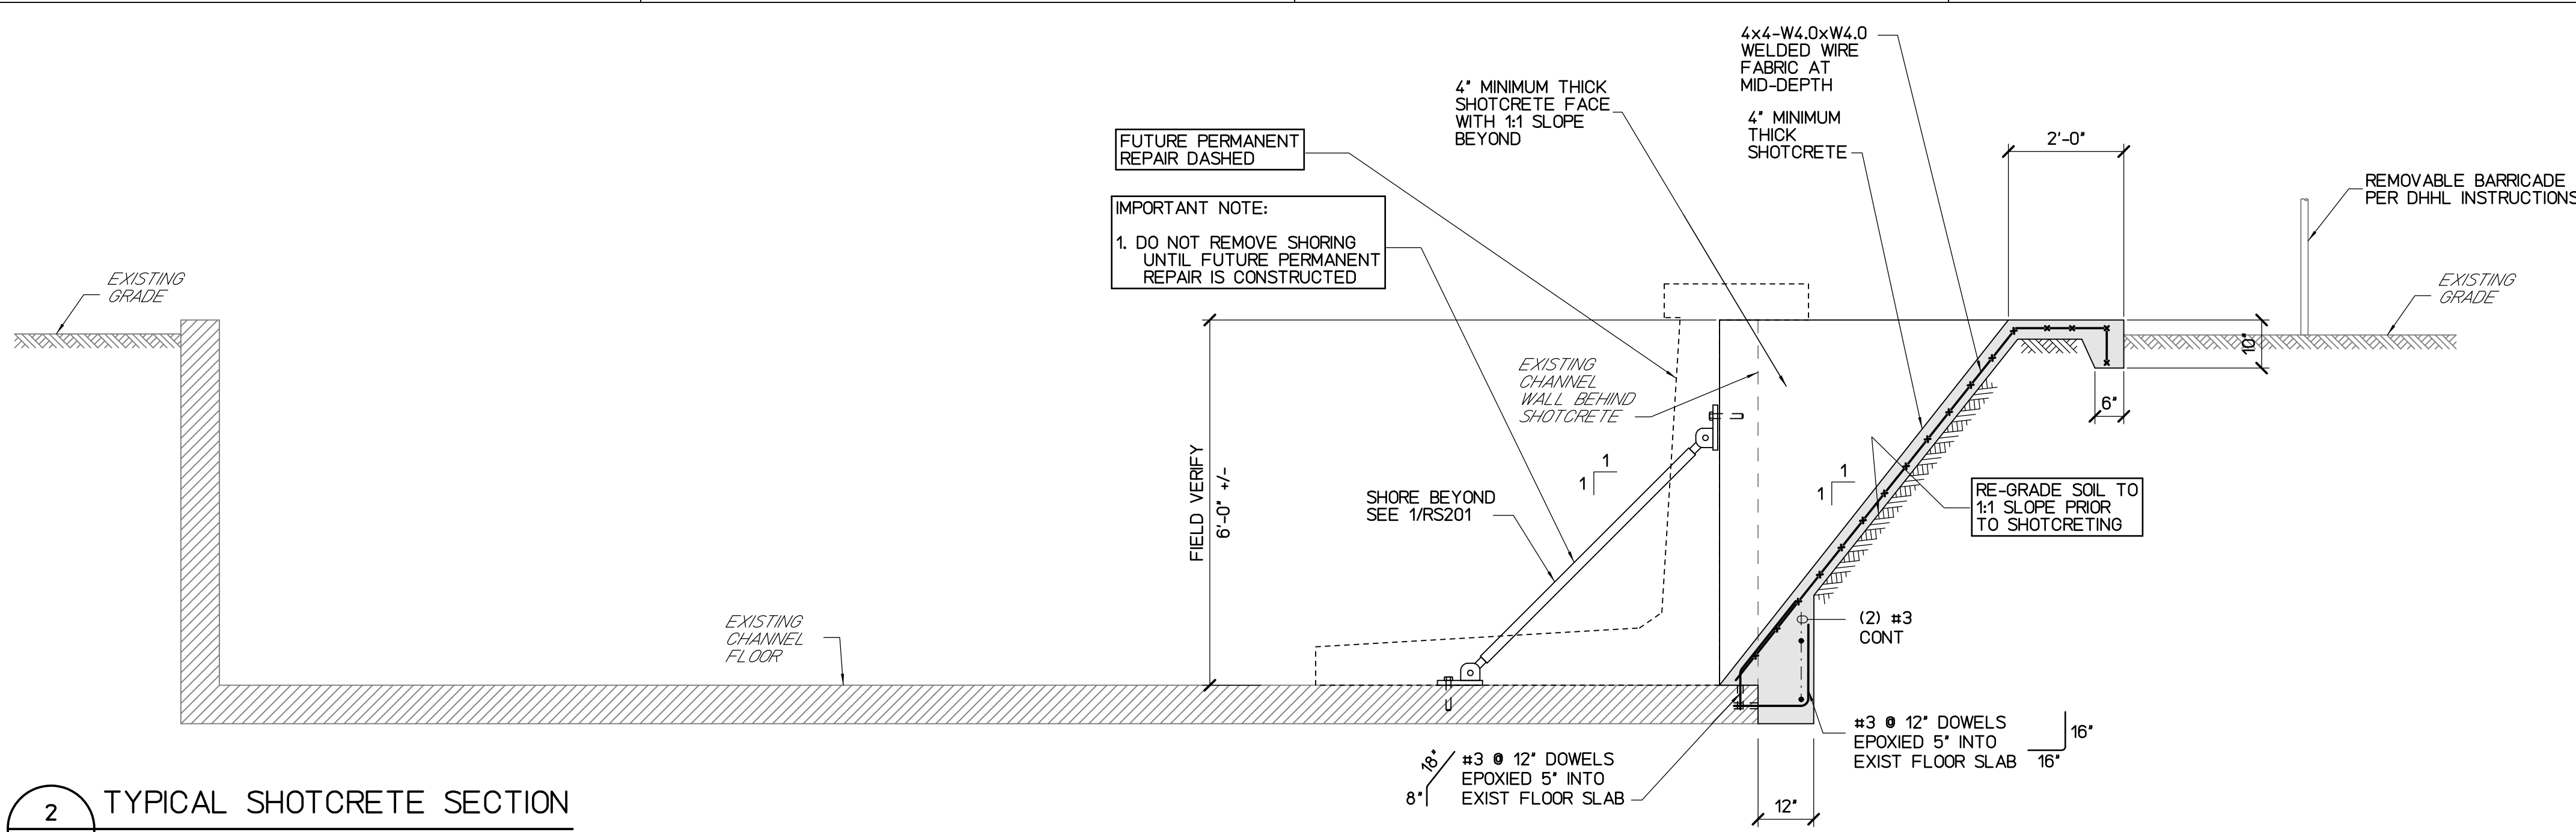 4x4-W4.0xW4.0
WELDED WIRE
FABRIC AT
MID-DEPTH
4" MINIMUM THICK
SHOTCRETE FACE
WITH 1:1 SLOPE
BEYOND
4" MINIMUM
THICK
SHOTCRETE
2'-0"
FUTURE PERMANENT
REPAIR DASHED
REMOVABLE BARRICADE
PER DHHL INSTRUCTIONS
IMPORTANT NOTE:
1. DO NOT REMOVE SHORING
UNTIL FUTURE PERMANENT
REPAIR IS CONSTRUCTED
EXISTING
GRADE
EXISTING
GRADE
10"
6"
EXISTING
CHANNEL
WALL BEHIND
SHOTCRETE
FIELD VERIFY
6'-0" +/-
1
1
1
1
SHORE BEYOND
SEE 1/RS201
RE-GRADE SOIL TO
1:1 SLOPE PRIOR
TO SHOTCRETING
EXISTING
CHANNEL
FLOOR
(2) #3
CONT
#3 @ 12" DOWELS
EPOXIED 5" INTO
EXIST FLOOR SLAB
16"
16"
18"
8"
#3 @ 12" DOWELS
EPOXIED 5" INTO
EXIST FLOOR SLAB
12"
2
TYPICAL SHOTCRETE SECTION